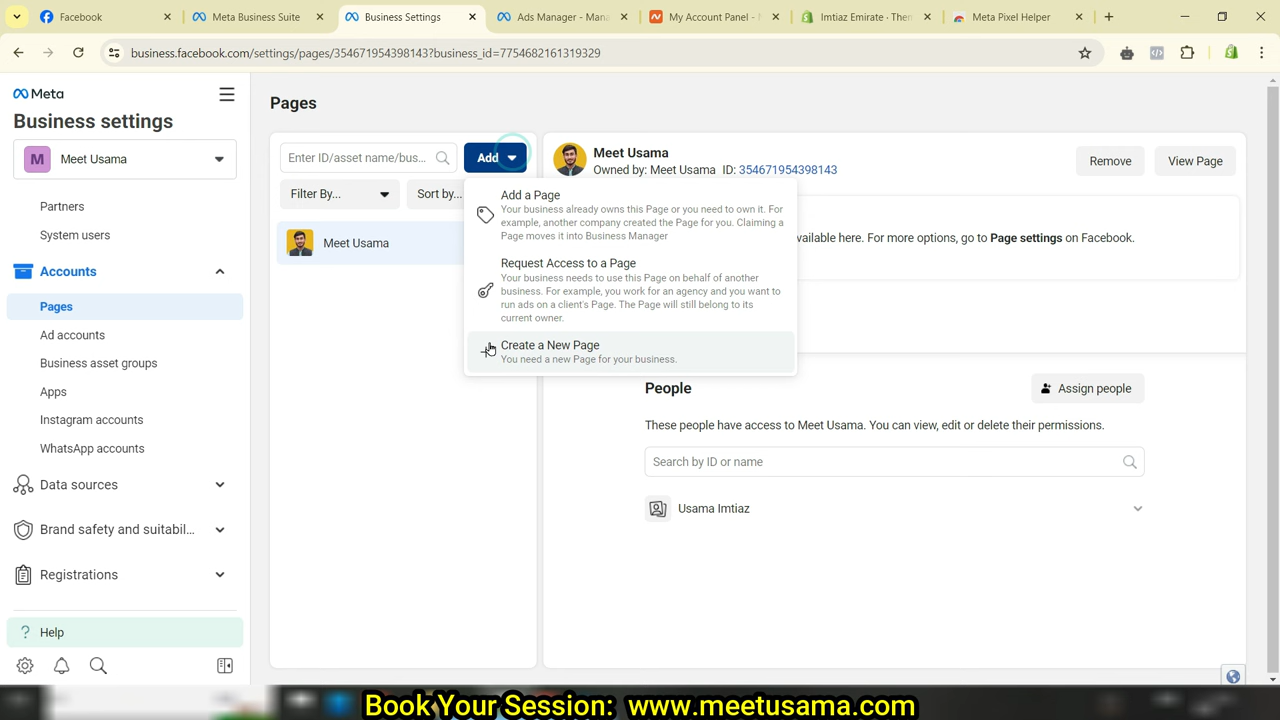 Facebook
Meta Business Suite
Business Settings
Ads Manager - Mana
My Account Panel - N
Imtiaz Emirate · Them
Meta Pixel Helper
business.facebook.com/settings/pages/354671954398143?business_id=7754682161319329
Meta
Business settings
M
Meet Usama
Partners
System users
Accounts
Pages
Ad accounts
Business asset groups
Apps
Instagram accounts
WhatsApp accounts
Data sources
Brand safety and suitabil...
Registrations
? Help
Pages
Enter ID/asset name/bus...
Add
Filter By...
Sort by...
Meet Usama
Add a Page
Your business already owns this Page or you need to own it. For
example, another company created the Page for you. Claiming a
Page moves it into Business Manager
Request Access to a Page
Your business needs to use this Page on behalf of another
business. For example, you work for an agency and you want to
run ads on a client's Page. The Page will still belong to its
current owner.
Create a New Page
You need a new Page for your business.
Meet Usama
Owned by: Meet Usama ID: 354671954398143
Remove
View Page
vailable here. For more options, go to Page settings on Facebook.
People
Assign people
These people have access to Meet Usama. You can view, edit or delete their permissions.
Search by ID or name
Usama Imtiaz
Book Your Session: www.meetusama.com